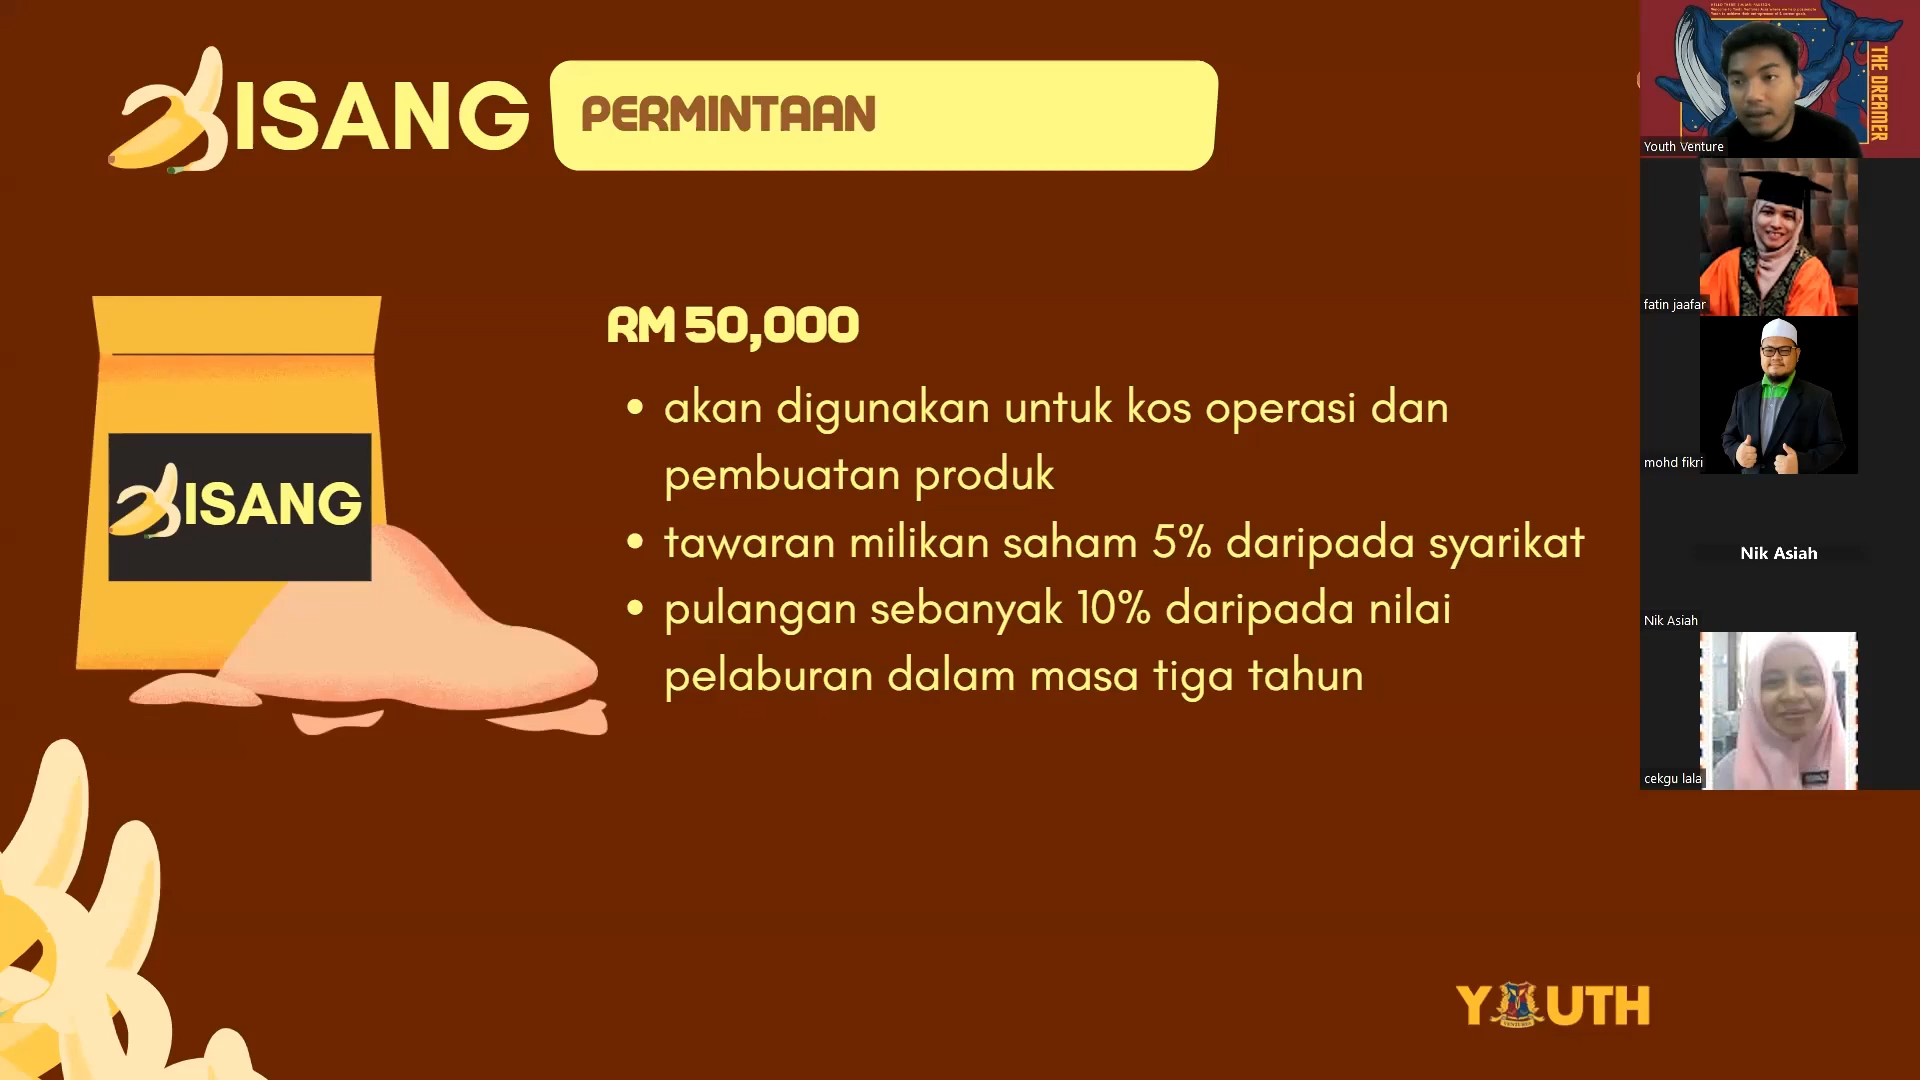 ISANG
PERMINTAAN
RM 50,000
akan digunakan untuk kos operasi dan
pembuatan produk
tawaran milikan saham 5% daripada syarikat
pulangan sebanyak 10% daripada nilai
pelaburan dalam masa tiga tahun
ISANG
YOUTH
THE DREAMER
Youth Venture
fatin jaafar
mohd fikri
Nik Asiah
Nik Asiah
cekgu lala